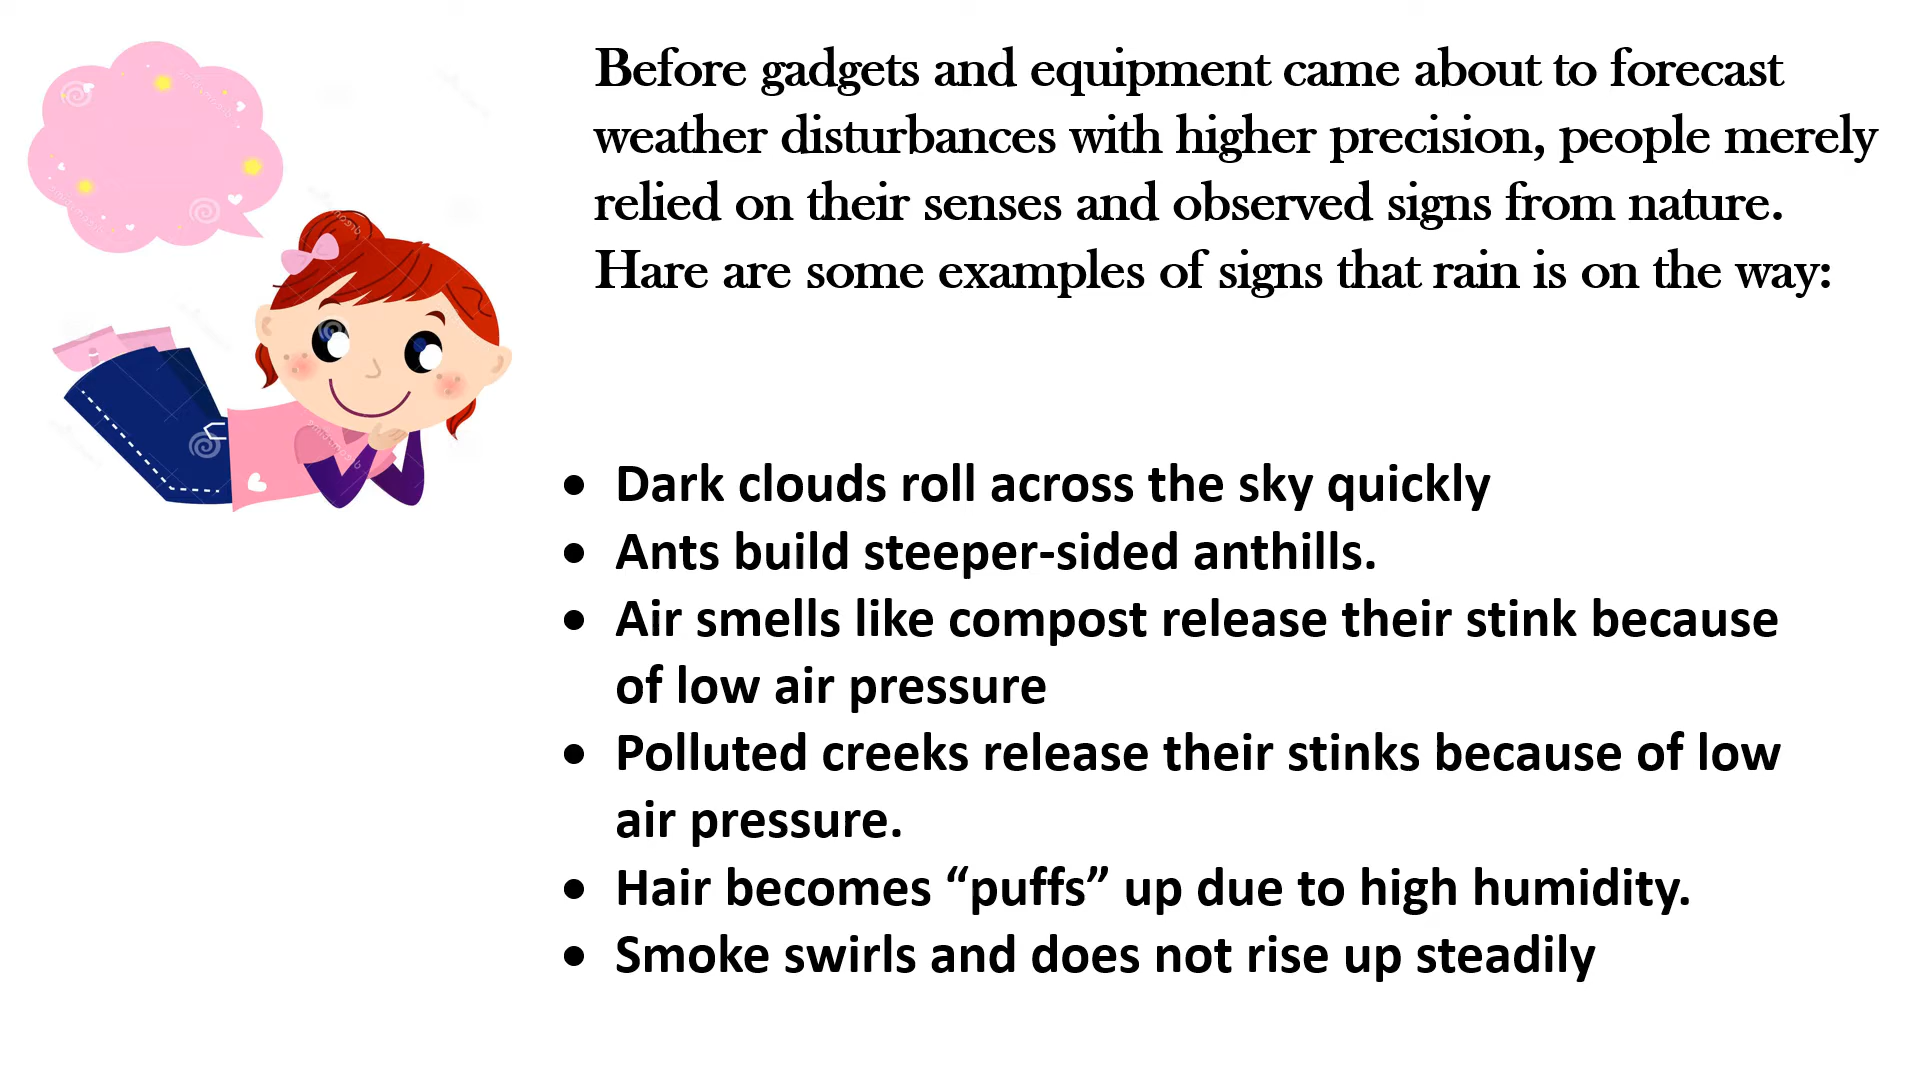 Before gadgets and equipment came about to forecast
weather disturbances with higher precision, people merely
relied on their senses and observed signs from nature.
Hare are some examples of signs that rain is on the way:
• Dark clouds roll across the sky quickly
• Ants build steeper-sided anthills.
• Air smells like compost release their stink because
of low air pressure
• Polluted creeks release their stinks because of low
air pressure.
• Hair becomes “puffs” up due to high humidity.
• Smoke swirls and does not rise up steadily